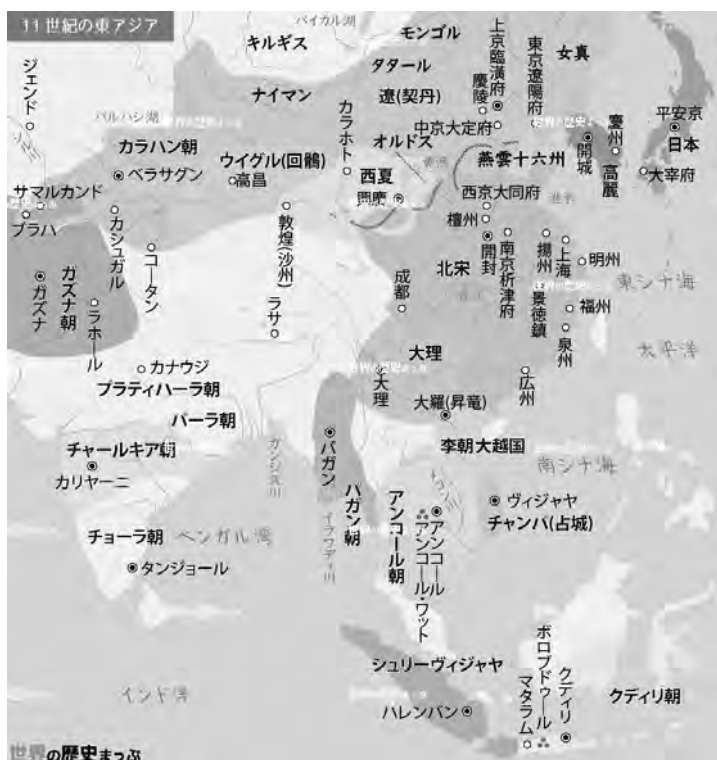 11世紀の東アジア
バイカル湖
キルギス
モンゴル
タタール
上京臨潢府
東京遼陽府
女真
ジェンド
ナイマン
遼(契丹)
慶陵
中京大定府
バルハシ湖
カラハン朝
ベラサグン
ウイグル(回鶻)
高昌
カラホト
オルドス
西夏
興慶
黄河
燕雲十六州
開城
慶州
高麗
平安京
日本
大宰府
サマルカンド
ブラハ
カシュガル
コータン
敦煌(沙州)
西京大同府
檀州
開封
南京析津府
揚州
上海
明州
東シナ海
ガズナ朝
ガズナ
ラホール
ラサ
成都
北宋
景徳鎮
福州
泉州
太平洋
カナウジ
プラティハーラ朝
大理
大理
広州
パーラ朝
大羅(昇竜)
李朝大越国
チャールキア朝
カリヤーニ
ガンジス川
パガン
パガン朝
イラワディ川
南シナ海
メコン川
ヴィジャヤ
チャンパ(占城)
チョーラ朝
ベンガル湾
タンジョール
アンコール朝
アンコール
アンコール・ワット
シュリーヴィジャヤ
パレンバン
ボロブドゥール
マタラム
クディリ
クディリ朝
インド洋
世界の歴史まっぷ